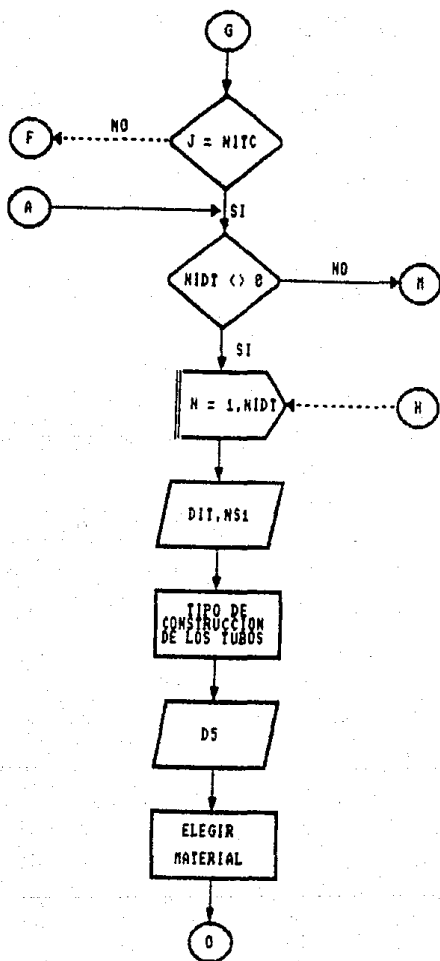 G
J = NITC
NO
F
A
SI
NIDT <> 0
NO
M
SI
N = 1,NIDT
H
DIT,NS1
TIPO DE
CONSTRUCCION
DE LOS TUBOS
D5
ELEGIR
MATERIAL
O